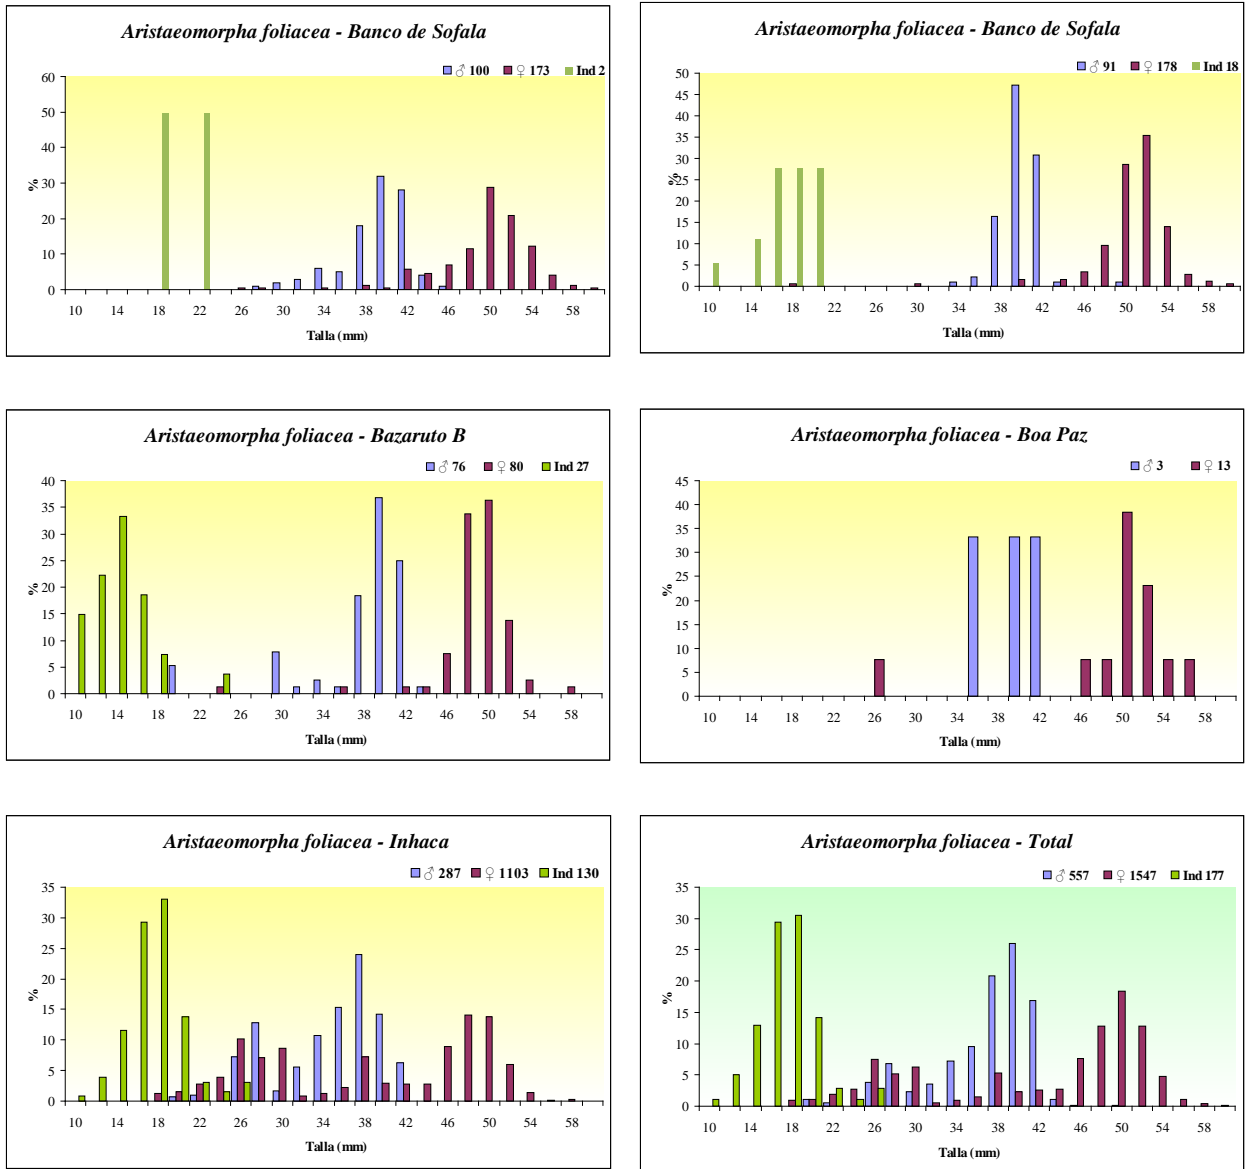 Aristaeomorpha foliacea - Banco de Sofala
♂ 100 ♀ 173 Ind 2
60
50
40
30
20
10
0
%
10 14 18 22 26 30 34 38 42 46 50 54 58
Talla (mm)
Aristaeomorpha foliacea - Banco de Sofala
♂ 91 ♀ 178 Ind 18
50
45
40
35
30
25
20
15
10
5
0
%
10 14 18 22 26 30 34 38 42 46 50 54 58
Talla (mm)
Aristaeomorpha foliacea - Bazaruto B
♂ 76 ♀ 80 Ind 27
40
35
30
25
20
15
10
5
0
%
10 14 18 22 26 30 34 38 42 46 50 54 58
Talla (mm)
Aristaeomorpha foliacea - Boa Paz
♂ 3 ♀ 13
45
40
35
30
25
20
15
10
5
0
%
10 14 18 22 26 30 34 38 42 46 50 54 58
Talla (mm)
Aristaeomorpha foliacea - Inhaca
♂ 287 ♀ 1103 Ind 130
35
30
25
20
15
10
5
0
%
10 14 18 22 26 30 34 38 42 46 50 54 58
Talla (mm)
Aristaeomorpha foliacea - Total
♂ 557 ♀ 1547 Ind 177
35
30
25
20
15
10
5
0
%
10 14 18 22 26 30 34 38 42 46 50 54 58
Talla (mm)